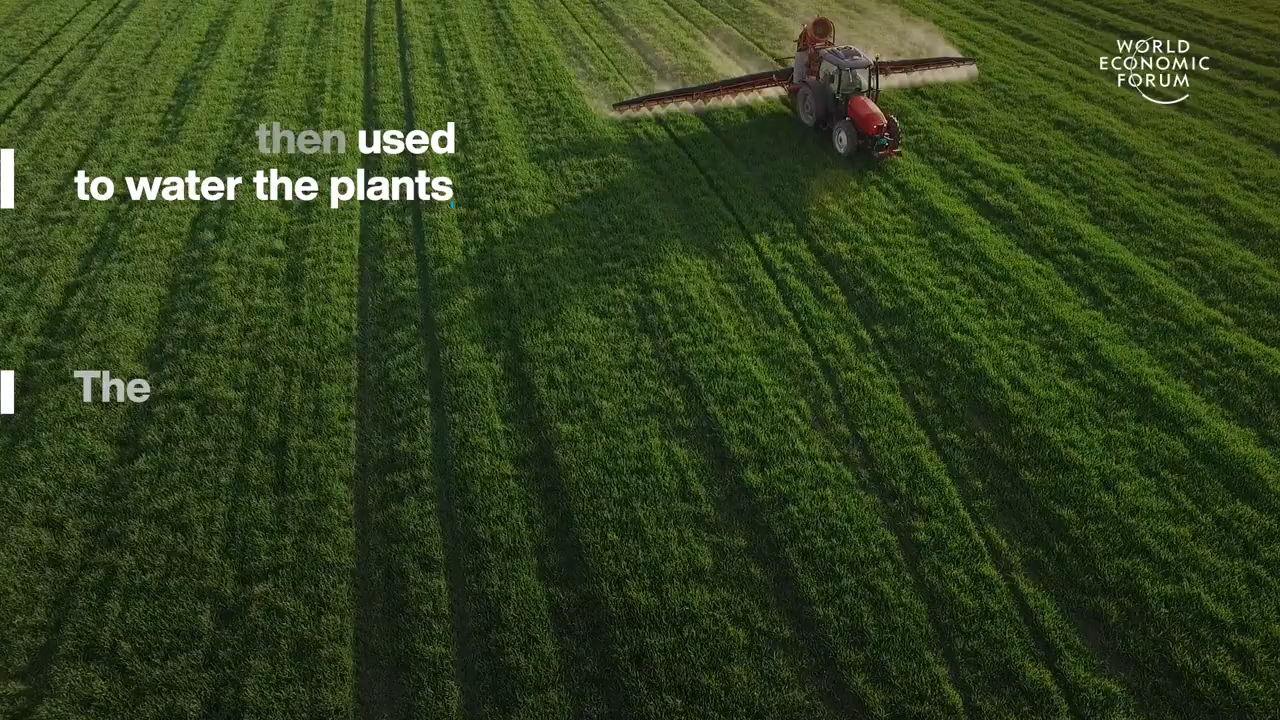 WORLD
ECONOMIC
FORUM
then used
to water the plants
The